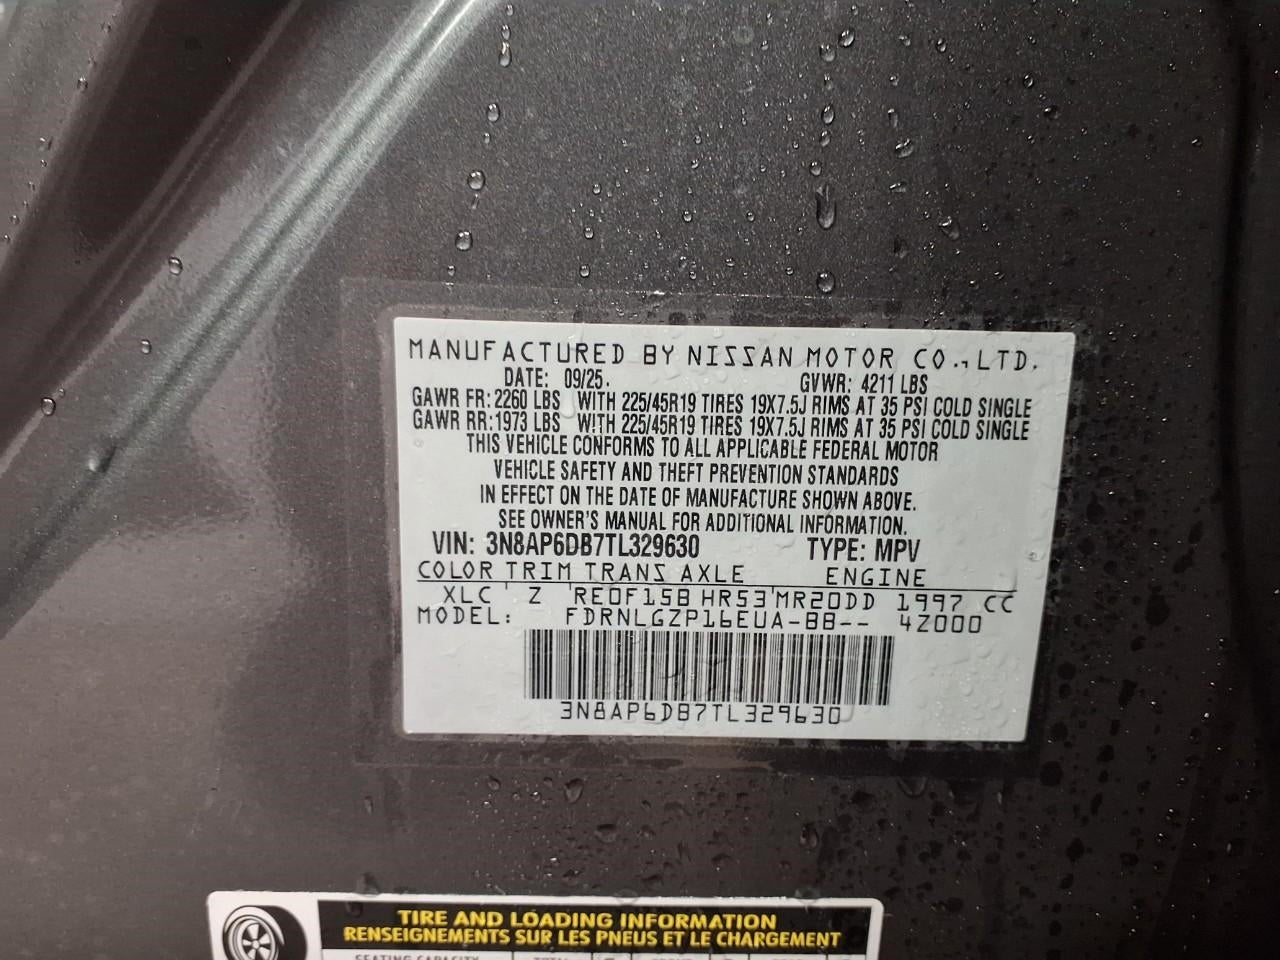 MANUFACTURED BY NISSAN MOTOR CO., LTD.
DATE: 09/25. GVWR: 4211 LBS
GAWR FR: 2260 LBS WITH 225/45R19 TIRES 19X7.5J RIMS AT 35 PSI COLD SINGLE
GAWR RR: 1973 LBS WITH 225/45R19 TIRES 19X7.5J RIMS AT 35 PSI COLD SINGLE
THIS VEHICLE CONFORMS TO ALL APPLICABLE FEDERAL MOTOR
VEHICLE SAFETY AND THEFT PREVENTION STANDARDS
IN EFFECT ON THE DATE OF MANUFACTURE SHOWN ABOVE.
SEE OWNER'S MANUAL FOR ADDITIONAL INFORMATION.
VIN: 3N8AP6DB7TL329630 TYPE: MPV
COLOR TRIM TRANS AXLE ENGINE
XLC Z RE0F15B HR53 MR20DD 1997 CC
MODEL: FDRNLGZP16EUA-BB-- 4Z000
3N8AP6DB7TL329630
TIRE AND LOADING INFORMATION
RENSEIGNEMENTS SUR LES PNEUS ET LE CHARGEMENT
SEATING CAPACITY